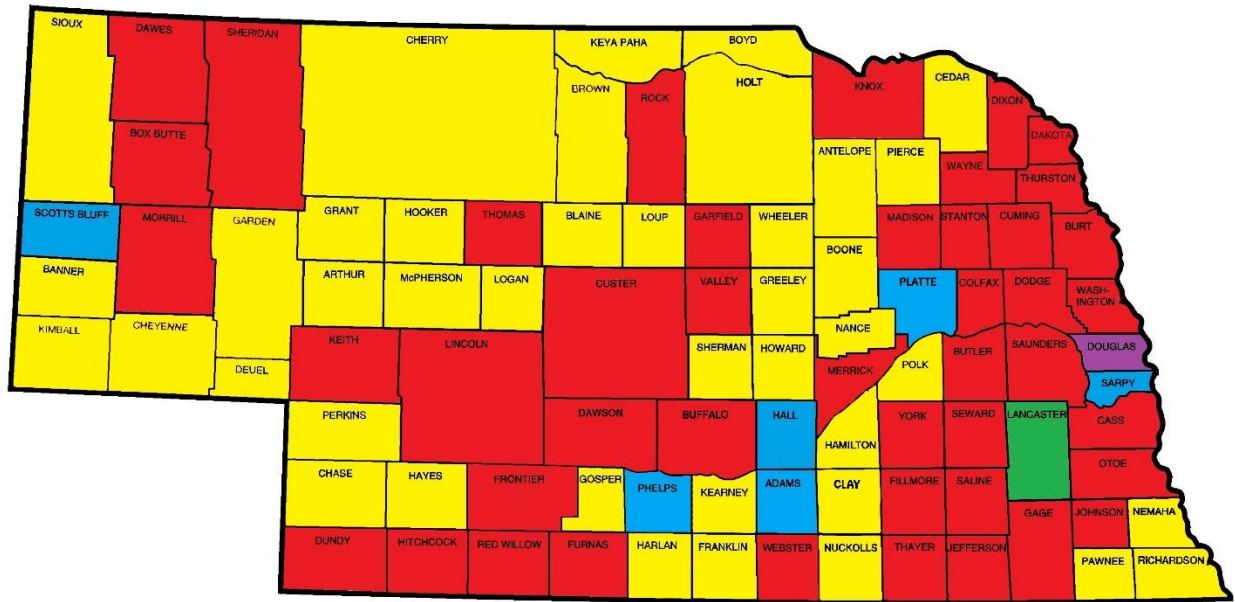 SIOUX
DAWES
SHERIDAN
CHERRY
KEYA PAHA
BOYD
BROWN
ROCK
HOLT
KNOX
CEDAR
DIXON
DAKOTA
BOX BUTTE
ANTELOPE
PIERCE
WAYNE
THURSTON
SCOTTS BLUFF
MORRILL
GARDEN
GRANT
HOOKER
THOMAS
BLAINE
LOUP
GARFIELD
WHEELER
MADISON
STANTON
CUMING
BURT
BANNER
ARTHUR
McPHERSON
LOGAN
CUSTER
VALLEY
GREELEY
BOONE
PLATTE
COLFAX
DODGE
WASH-
INGTON
KIMBALL
CHEYENNE
DEUEL
KEITH
LINCOLN
SHERMAN
HOWARD
NANCE
MERRICK
POLK
BUTLER
SAUNDERS
DOUGLAS
SARPY
PERKINS
DAWSON
BUFFALO
HALL
HAMILTON
YORK
SEWARD
LANCASTER
CASS
OTOE
CHASE
HAYES
FRONTIER
GOSPER
PHELPS
KEARNEY
ADAMS
CLAY
FILLMORE
SALINE
GAGE
JOHNSON
NEMAHA
DUNDY
HITCHCOCK
RED WILLOW
FURNAS
HARLAN
FRANKLIN
WEBSTER
NUCKOLLS
THAYER
JEFFERSON
PAWNEE
RICHARDSON